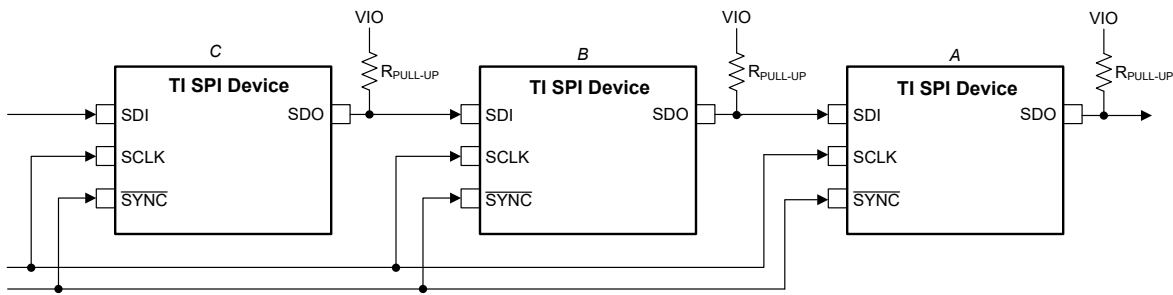 VIO
VIO
VIO
C
B
A
TI SPI Device
RPULL-UP
TI SPI Device
RPULL-UP
TI SPI Device
RPULL-UP
SDI
SDO
SDI
SDO
SDI
SDO
SCLK
SCLK
SCLK
SYNC
SYNC
SYNC